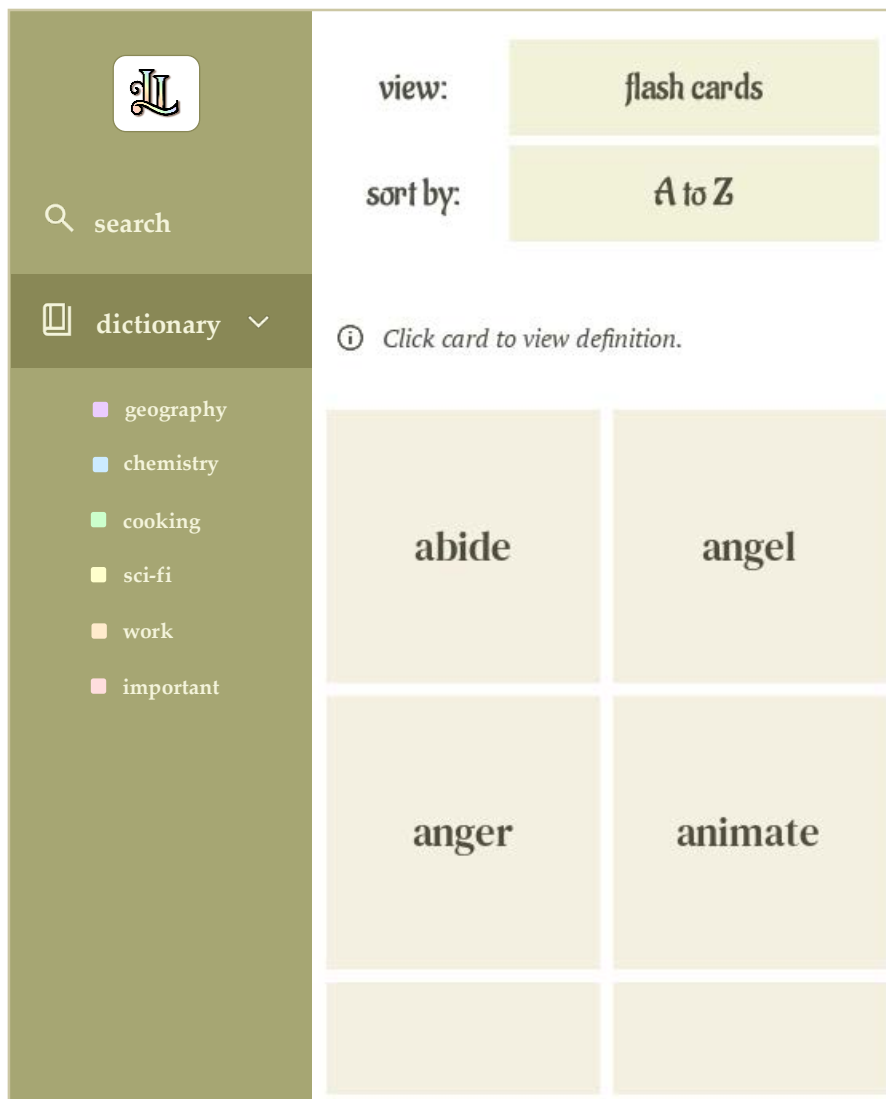 LL
search
dictionary
geography
chemistry
cooking
sci-fi
work
important
view:
flash cards
sort by:
A to Z
Click card to view definition.
abide
angel
anger
animate